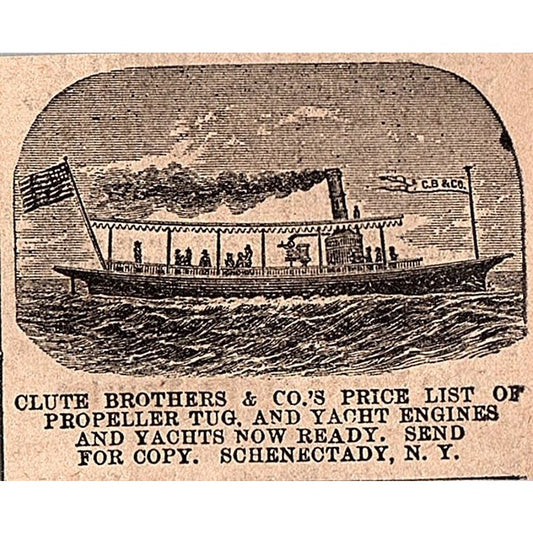 C.B & CO.
CLUTE BROTHERS & CO.'S PRICE LIST OF
PROPELLER TUG, AND YACHT ENGINES
AND YACHTS NOW READY. SEND
FOR COPY. SCHENECTADY, N. Y.